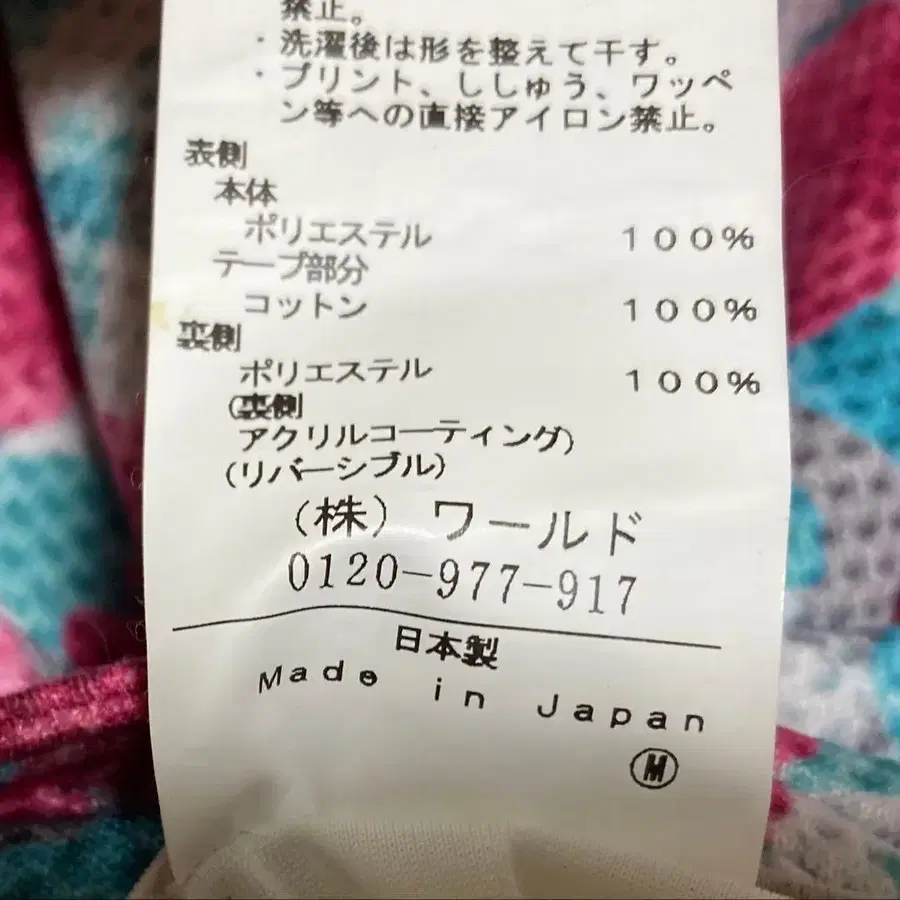 禁止。
・洗濯後は形を整えて干す。
・プリント、ししゅう、ワッペ
ン等への直接アイロン禁止。
表側
本体
ポリエステル 100%
テープ部分
コットン 100%
裏側
ポリエステル 100%
(裏側
アクリルコーティング)
(リバーシブル)
(株) ワールド
0120-977-917
日本製
Made in Japan
Ⓜ